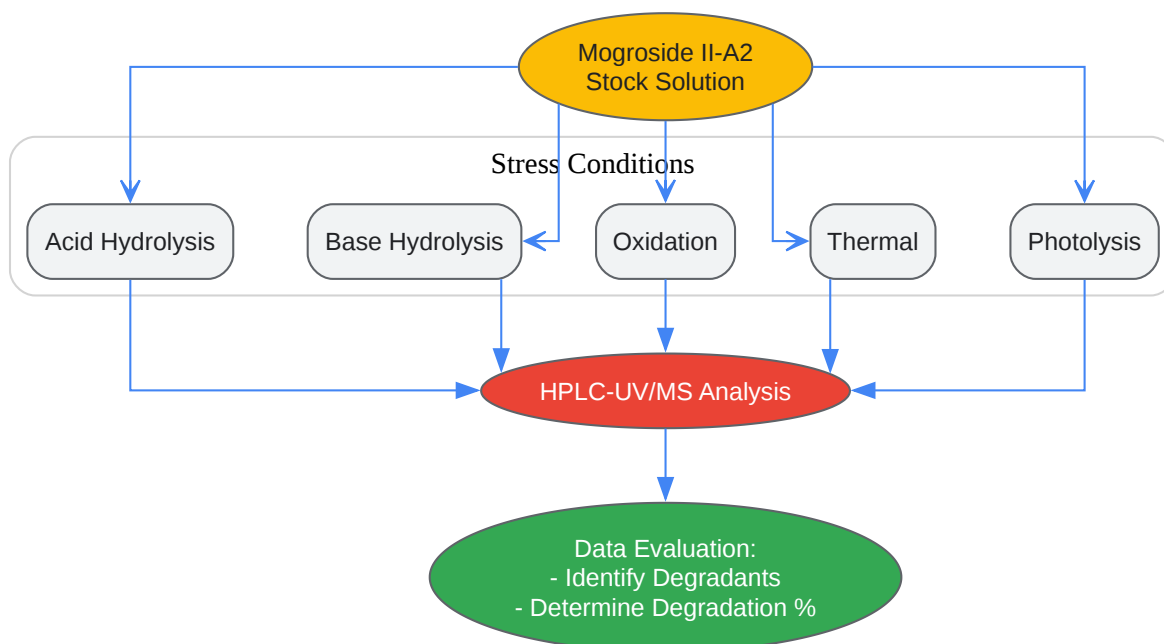 Mogroside II-A2
Stock Solution
Stress Conditions
Acid Hydrolysis
Base Hydrolysis
Oxidation
Thermal
Photolysis
HPLC-UV/MS Analysis
Data Evaluation:
- Identify Degradants
- Determine Degradation %